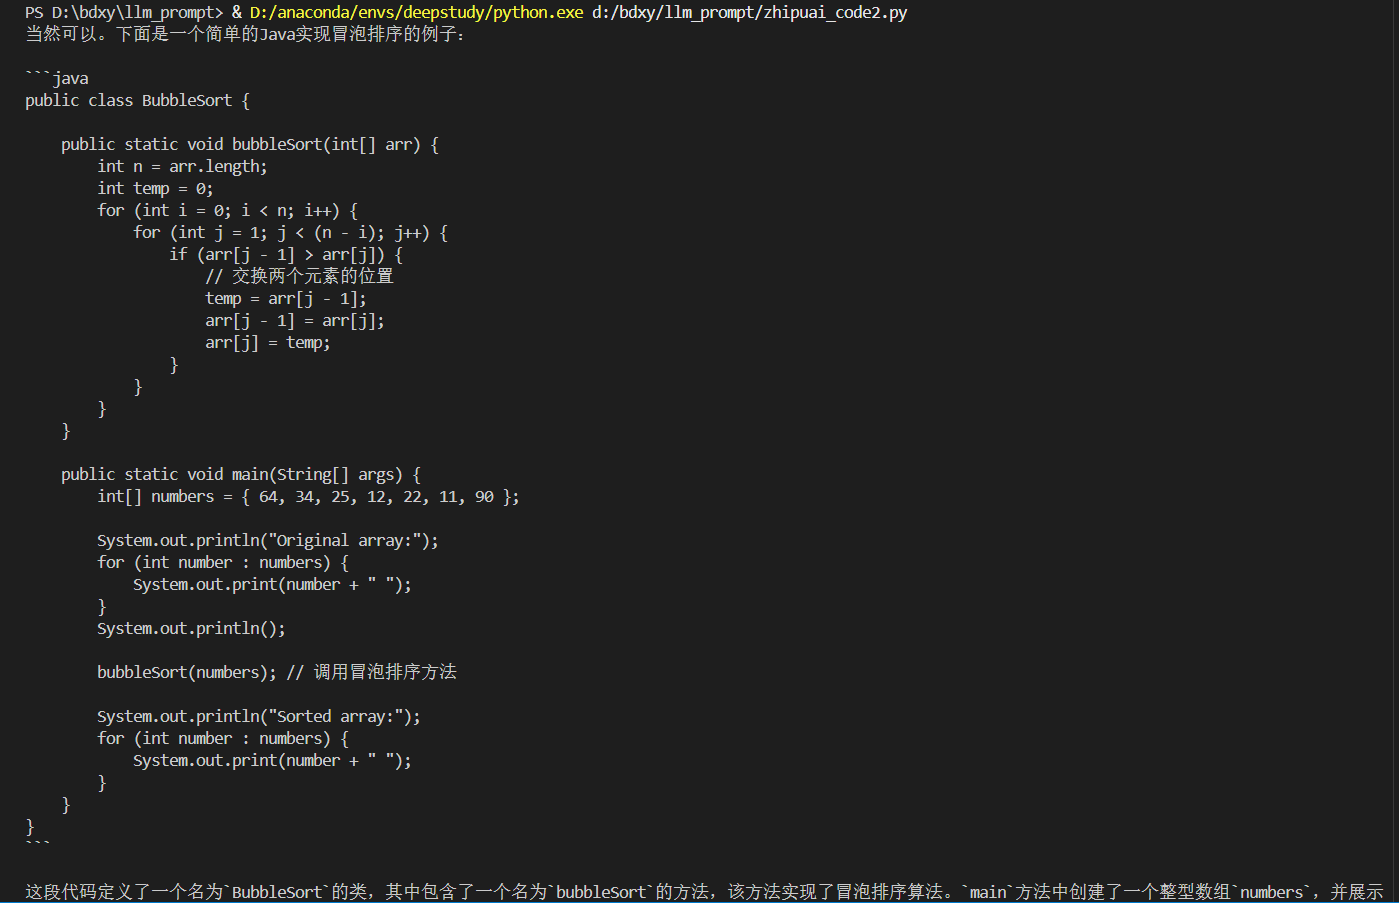 PS D:\bdxy\llm_prompt> & D:/anaconda/envs/deepstudy/python.exe d:/bdxy/llm_prompt/zhipuai_code2.py
当然可以。下面是一个简单的Java实现冒泡排序的例子：
```java
public class BubbleSort {
    public static void bubbleSort(int[] arr) {
        int n = arr.length;
        int temp = 0;
        for (int i = 0; i < n; i++) {
            for (int j = 1; j < (n - i); j++) {
                if (arr[j - 1] > arr[j]) {
                    // 交换两个元素的位置
                    temp = arr[j - 1];
                    arr[j - 1] = arr[j];
                    arr[j] = temp;
                }
            }
        }
    }
    public static void main(String[] args) {
        int[] numbers = { 64, 34, 25, 12, 22, 11, 90 };
        System.out.println("Original array:");
        for (int number : numbers) {
            System.out.print(number + " ");
        }
        System.out.println();
        bubbleSort(numbers); // 调用冒泡排序方法
        System.out.println("Sorted array:");
        for (int number : numbers) {
            System.out.print(number + " ");
        }
    }
}
```
这段代码定义了一个名为`BubbleSort`的类，其中包含了一个名为`bubbleSort`的方法，该方法实现了冒泡排序算法。`main`方法中创建了一个整型数组`numbers`，并展示